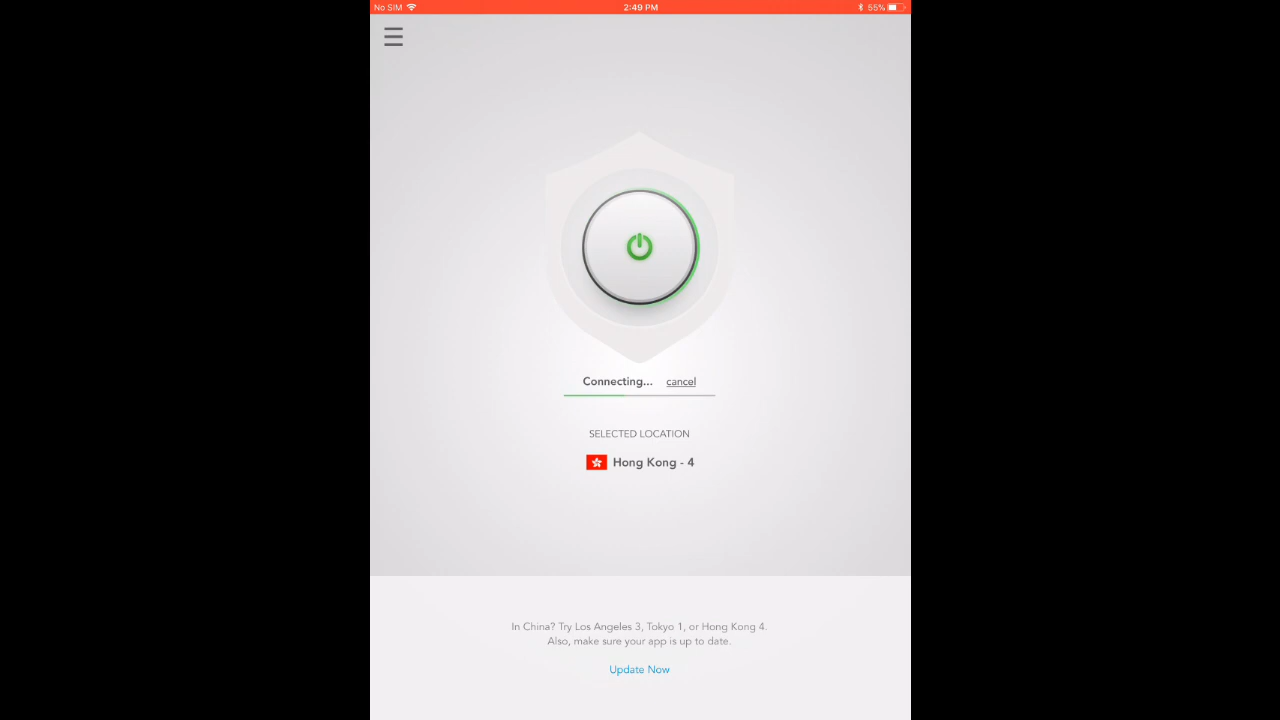 No SIM 2:49 PM 55%
Connecting... cancel
SELECTED LOCATION
Hong Kong - 4
In China? Try Los Angeles 3, Tokyo 1, or Hong Kong 4.
Also, make sure your app is up to date.
Update Now